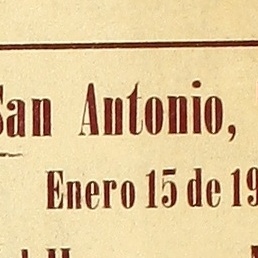 San Antonio,
Enero 15 de 19